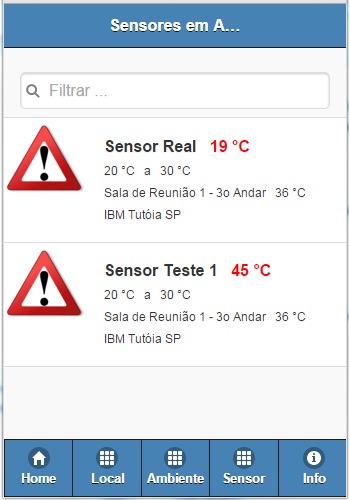 Sensores em A...
Filtrar ...
Sensor Real 19 °C
20 °C a 30 °C
Sala de Reunião 1 - 3o Andar 36 °C
IBM Tutóia SP
Sensor Teste 1 45 °C
20 °C a 30 °C
Sala de Reunião 1 - 3o Andar 36 °C
IBM Tutóia SP
Home Local Ambiente Sensor Info